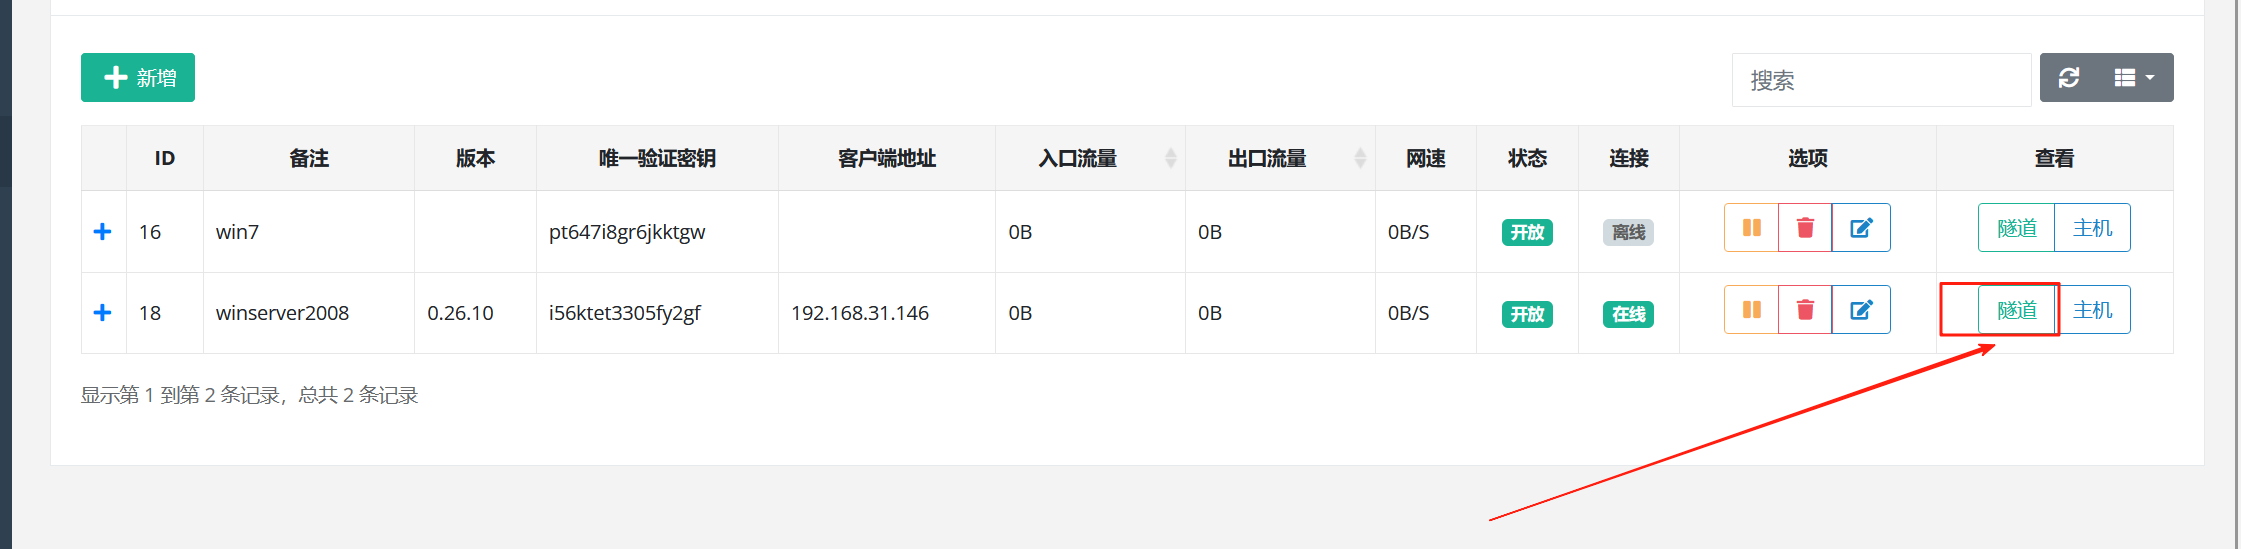 新增
搜索
ID 备注 版本 唯一验证密钥 客户端地址 入口流量 出口流量 网速 状态 连接 选项 查看
16 win7 pt647i8gr6jkktgw 0B 0B 0B/S 开放 离线 隧道 主机
18 winserver2008 0.26.10 i56ktet3305fy2gf 192.168.31.146 0B 0B 0B/S 开放 在线 隧道 主机
显示第 1 到第 2 条记录，总共 2 条记录